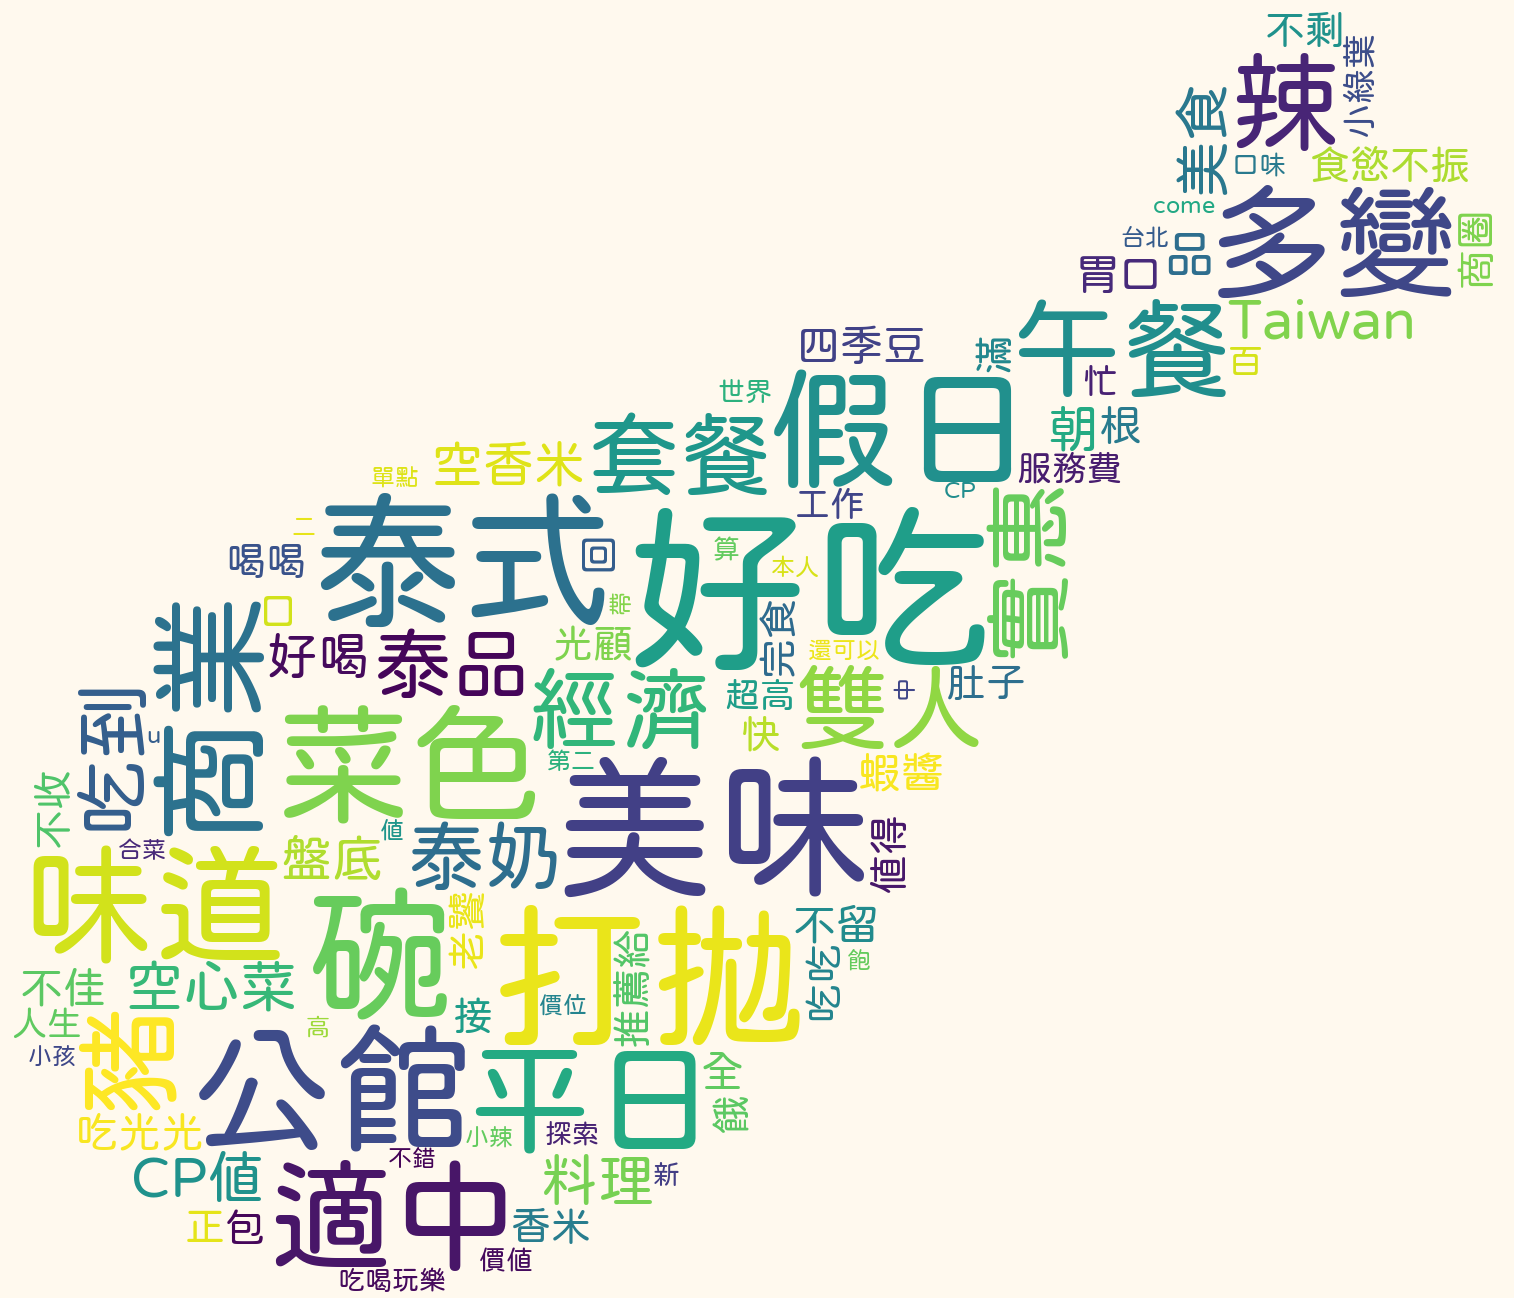 不剩
小綠葉
辣
美食
口味
食慾不振
come
多變
商圈
台北
品
胃口
午餐
Taiwan
百
滿
忙
四季豆
世界
假日
朝
根
套餐
空香米
單點
服務費
CP
工作
二
泰式
回
好吃
算
本人
實惠
喝喝
口
帶
光顧
完食
還可以
商業
好喝
泰品
經濟
超高
雙人
中
肚子
快
吃到
u
菜色
第二
美味
蝦醬
不收
合菜
值
盤底
泰奶
值得
味道
碗
老饕
打拋
推薦給
不留
吃吃
飽
不佳
空心菜
接
價位
人生
高
小孩
豬
公館
平日
全
餓
吃光光
小辣
探索
不錯
CP值
適中
料理
新
正
包
香米
價值
吃喝玩樂